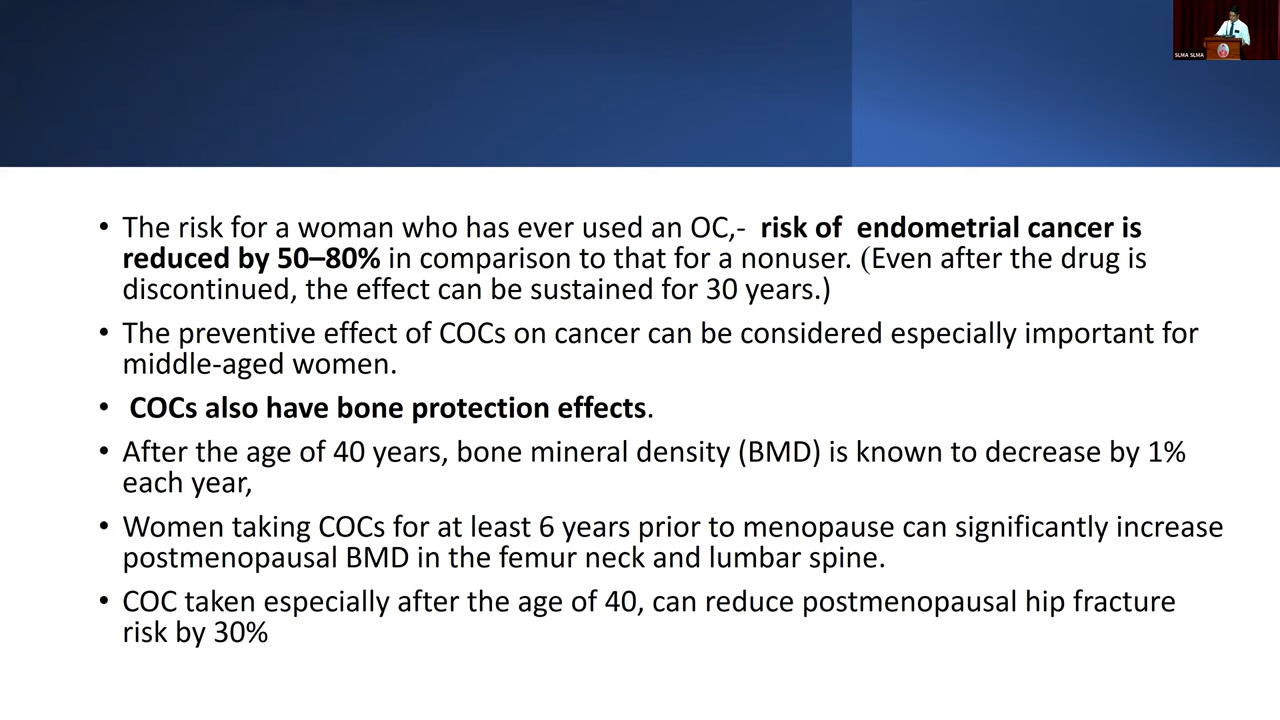 SLMA SLMA
• The risk for a woman who has ever used an OC,- risk of  endometrial cancer is
reduced by 50–80% in comparison to that for a nonuser. (Even after the drug is
discontinued, the effect can be sustained for 30 years.)
• The preventive effect of COCs on cancer can be considered especially important for
middle-aged women.
• COCs also have bone protection effects.
• After the age of 40 years, bone mineral density (BMD) is known to decrease by 1%
each year,
• Women taking COCs for at least 6 years prior to menopause can significantly increase
postmenopausal BMD in the femur neck and lumbar spine.
• COC taken especially after the age of 40, can reduce postmenopausal hip fracture
risk by 30%